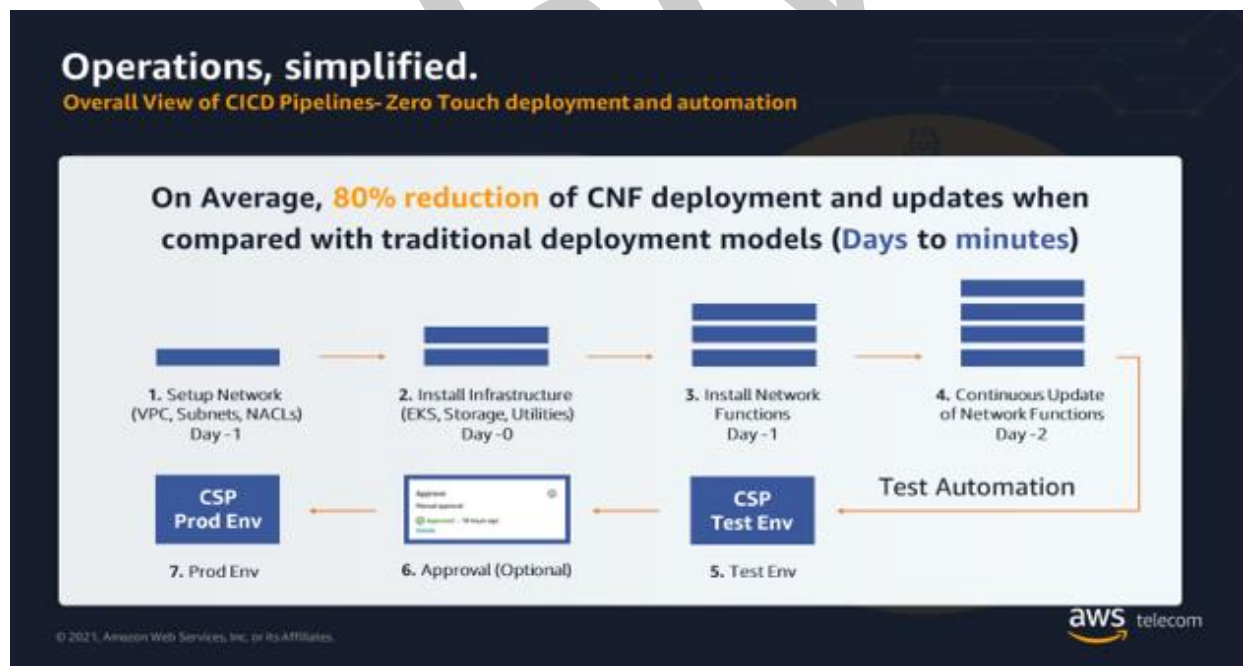 Operations, simplified.
Overall View of CICD Pipelines- Zero Touch deployment and automation
On Average, 80% reduction of CNF deployment and updates when
compared with traditional deployment models (Days to minutes)
1. Setup Network
(VPC, Subnets, NACLs)
Day -1
2. Install Infrastructure
(EKS, Storage, Utilities)
Day -0
3. Install Network
Functions
Day -1
4. Continuous Update
of Network Functions
Day -2
Test Automation
CSP
Test Env
5. Test Env
Approval
Manual approval
Approved - 18 hours ago
Details
6. Approval (Optional)
CSP
Prod Env
7. Prod Env
© 2021, Amazon Web Services, Inc. or its Affiliates.
aws telecom